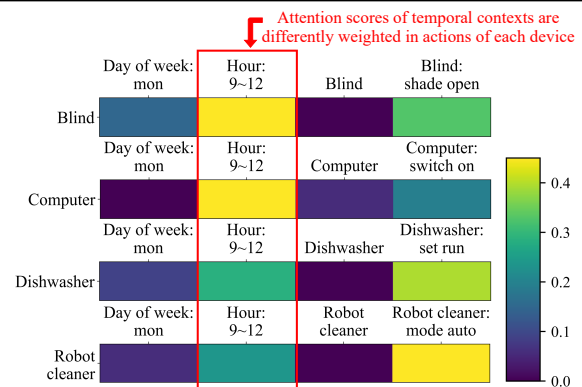 Attention scores of temporal contexts are
differently weighted in actions of each device
Day of week:
mon
Hour:
9~12
Blind
Blind:
shade open
Blind
Day of week:
mon
Hour:
9~12
Computer
Computer:
switch on
Computer
Day of week:
mon
Hour:
9~12
Dishwasher
Dishwasher:
set run
Dishwasher
Day of week:
mon
Hour:
9~12
Robot
cleaner
Robot cleaner:
mode auto
Robot
cleaner
0.4
0.3
0.2
0.1
0.0